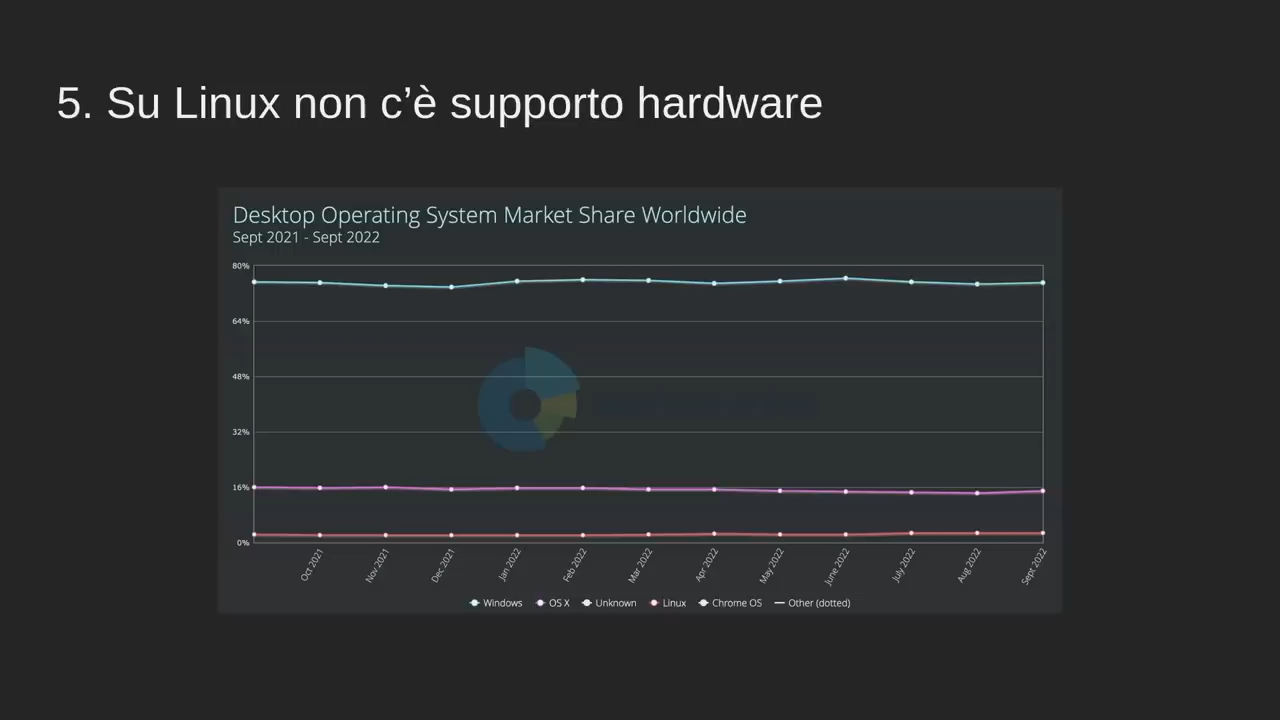 5. Su Linux non c’è supporto hardware
Desktop Operating System Market Share Worldwide
Sept 2021 - Sept 2022
80%
64%
48%
32%
16%
0%
Oct 2021
Nov 2021
Dec 2021
Jan 2022
Feb 2022
Mar 2022
Apr 2022
May 2022
June 2022
July 2022
Aug 2022
Sept 2022
Windows OS X Unknown Linux Chrome OS Other (dotted)